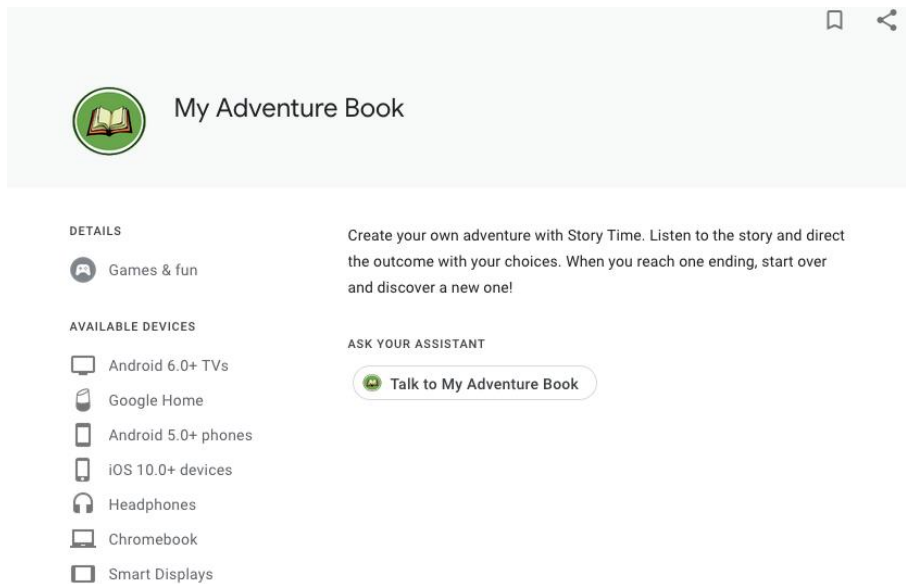 My Adventure Book
DETAILS
Games & fun
AVAILABLE DEVICES
Android 6.0+ TVs
Google Home
Android 5.0+ phones
iOS 10.0+ devices
Headphones
Chromebook
Smart Displays
Create your own adventure with Story Time. Listen to the story and direct
the outcome with your choices. When you reach one ending, start over
and discover a new one!
ASK YOUR ASSISTANT
Talk to My Adventure Book